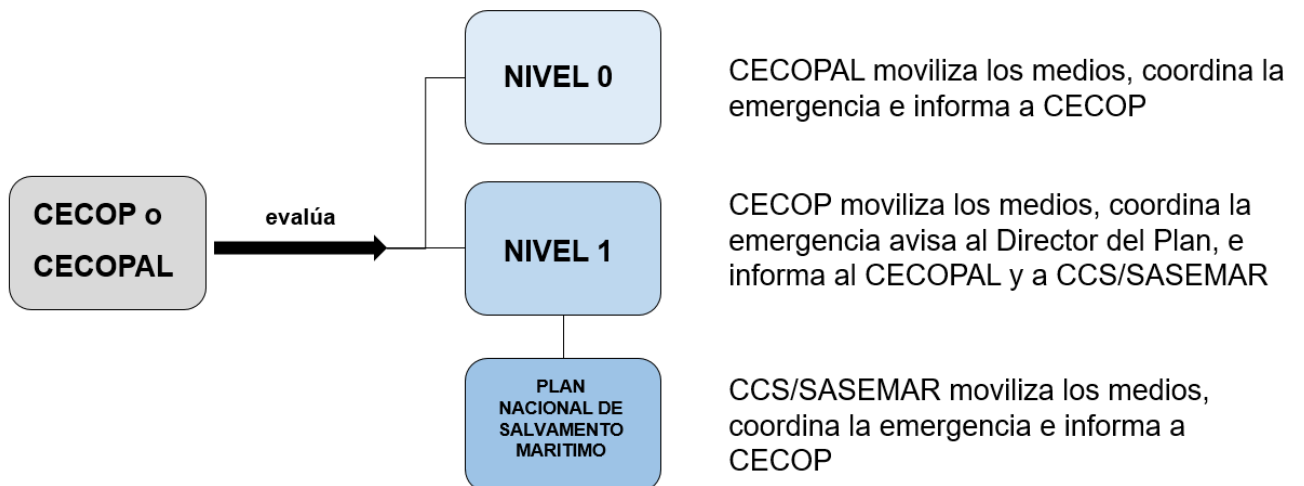 CECOP o
CECOPAL
evalúa
NIVEL 0
CECOPAL moviliza los medios, coordina la
emergencia e informa a CECOP
NIVEL 1
CECOP moviliza los medios, coordina la
emergencia avisa al Director del Plan, e
informa al CECOPAL y a CCS/SASEMAR
PLAN
NACIONAL DE
SALVAMENTO
MARITIMO
CCS/SASEMAR moviliza los medios,
coordina la emergencia e informa a
CECOP